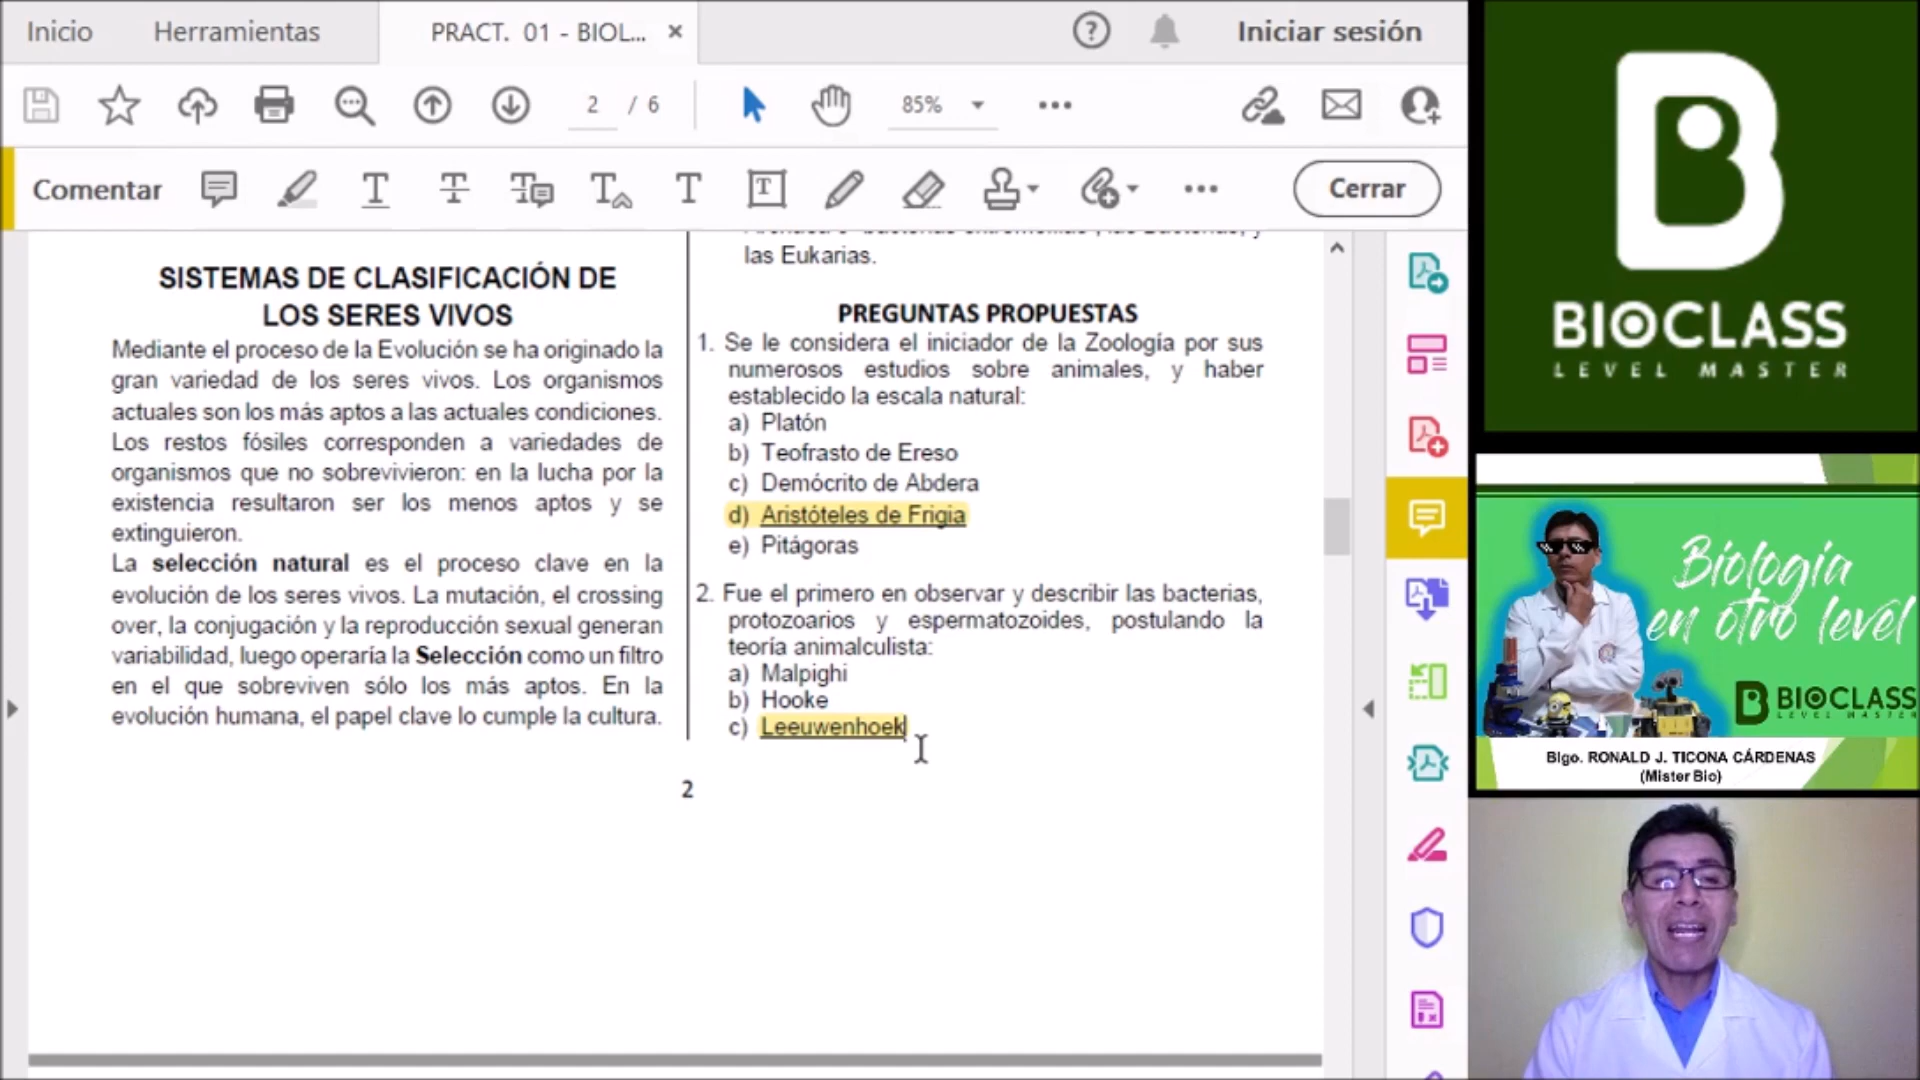 Inicio
Herramientas
PRACT. 01 - BIOL...
Iniciar sesión
2 / 6
85%
Comentar
Cerrar
SISTEMAS DE CLASIFICACIÓN DE
LOS SERES VIVOS
Mediante el proceso de la Evolución se ha originado la
gran variedad de los seres vivos. Los organismos
actuales son los más aptos a las actuales condiciones.
Los restos fósiles corresponden a variedades de
organismos que no sobrevivieron: en la lucha por la
existencia resultaron ser los menos aptos y se
extinguieron.
La selección natural es el proceso clave en la
evolución de los seres vivos. La mutación, el crossing
over, la conjugación y la reproducción sexual generan
variabilidad, luego operaría la Selección como un filtro
en el que sobreviven sólo los más aptos. En la
evolución humana, el papel clave lo cumple la cultura.
las Eukarias.
PREGUNTAS PROPUESTAS
1. Se le considera el iniciador de la Zoología por sus
numerosos estudios sobre animales, y haber
establecido la escala natural:
a) Platón
b) Teofrasto de Ereso
c) Demócrito de Abdera
d) Aristóteles de Frigia
e) Pitágoras
2. Fue el primero en observar y describir las bacterias,
protozoarios y espermatozoides, postulando la
teoría animalculista:
a) Malpighi
b) Hooke
c) Leeuwenhoek
2
BIOCLASS
LEVEL MASTER
Biología
en otro level
BIOCLASS
LEVEL MASTER
Blgo. RONALD J. TICONA CÁRDENAS
(Mister Bio)